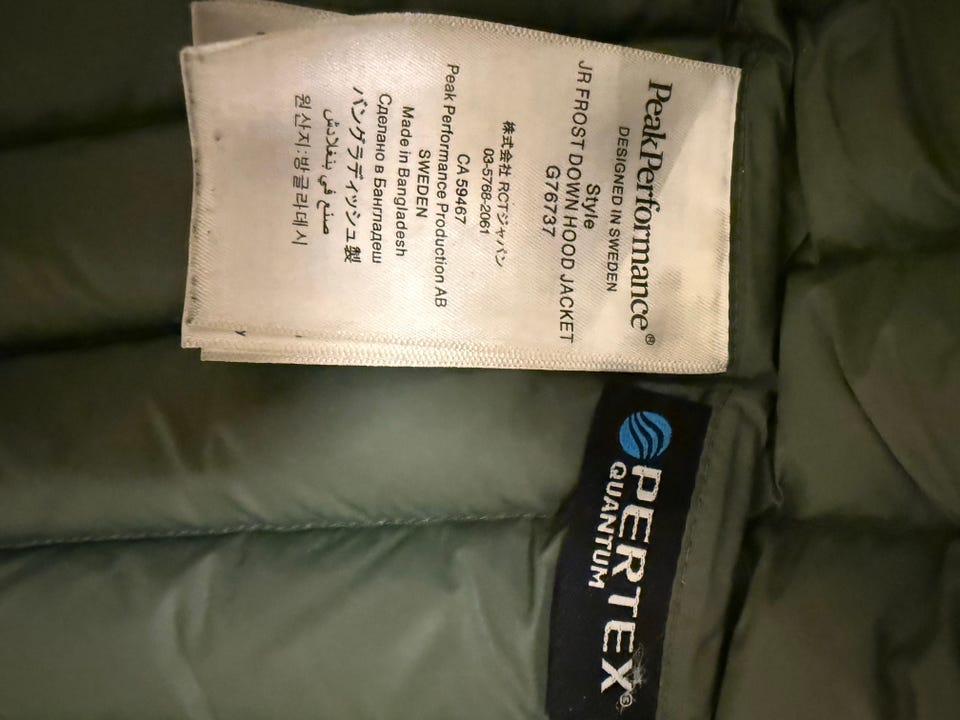 PeakPerformance®
DESIGNED IN SWEDEN
Style
JR FROST DOWN HOOD JACKET
G76737
株式会社 RCTジャパン
03-5768-2061
CA 59467
Peak Performance Production AB
SWEDEN
Made in Bangladesh
Сделано в Бангладеш
バングラディッシュ製
صنع في بنغلادش
원산지:방글라데시
PERTEX®
QUANTUM